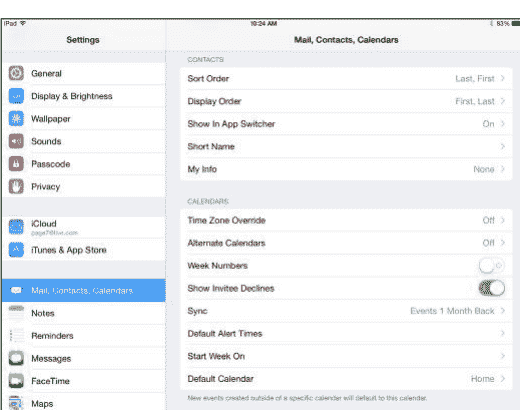 iPad
10:24 AM
83%
Settings
Mail, Contacts, Calendars
General
Display & Brightness
Wallpaper
Sounds
Passcode
Privacy
iCloud
iTunes & App Store
Mail, Contacts, Calendars
Notes
Reminders
Messages
FaceTime
Maps
CONTACTS
Sort Order Last, First
Display Order First, Last
Show In App Switcher On
Short Name
My Info None
CALENDARS
Time Zone Override Off
Alternate Calendars Off
Week Numbers
Show Invitee Declines
Sync Events 1 Month Back
Default Alert Times
Start Week On
Default Calendar Home
New events created outside of a specific calendar will default to this calendar.